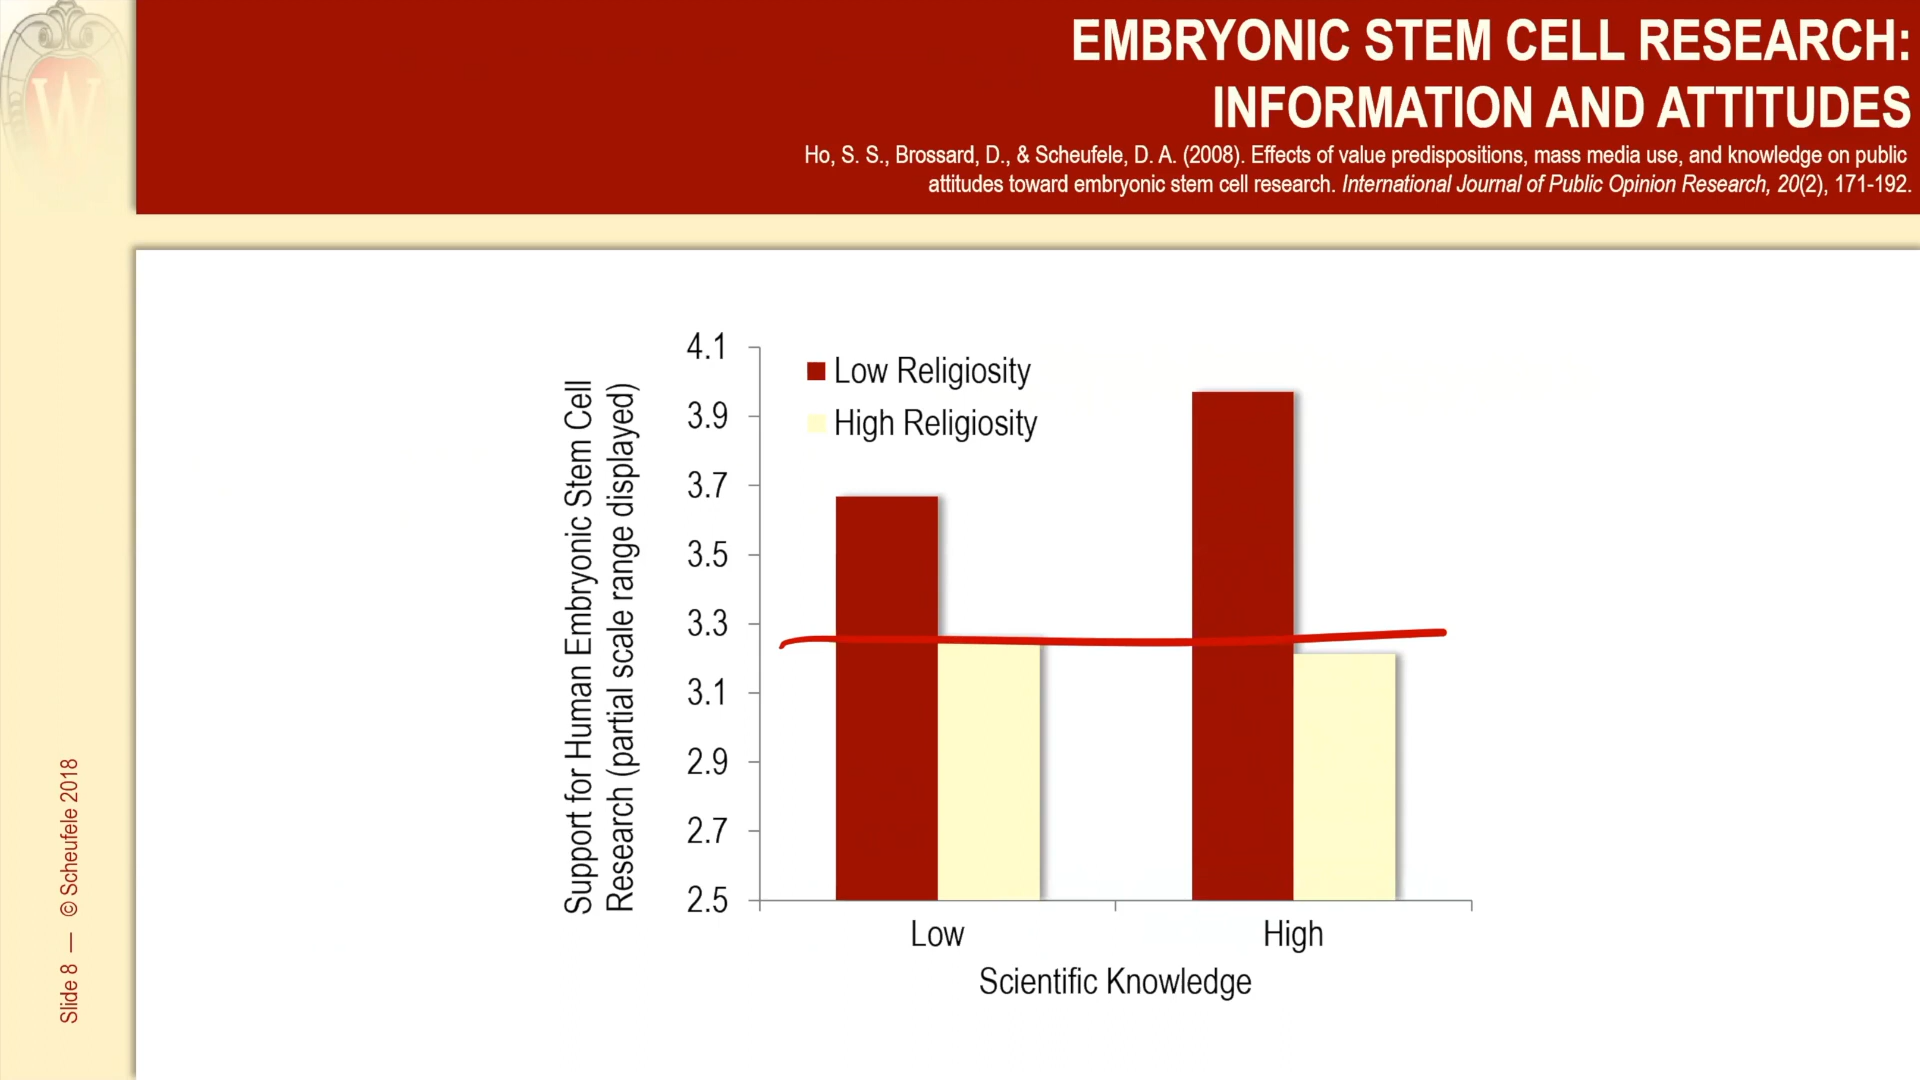 W
EMBRYONIC STEM CELL RESEARCH:
INFORMATION AND ATTITUDES
Ho, S. S., Brossard, D., & Scheufele, D. A. (2008). Effects of value predispositions, mass media use, and knowledge on public
attitudes toward embryonic stem cell research. International Journal of Public Opinion Research, 20(2), 171-192.
Support for Human Embryonic Stem Cell
Research (partial scale range displayed)
4.1
3.9
3.7
3.5
3.3
3.1
2.9
2.7
2.5
Low Religiosity
High Religiosity
Low
High
Scientific Knowledge
Slide 8 — © Scheufele 2018